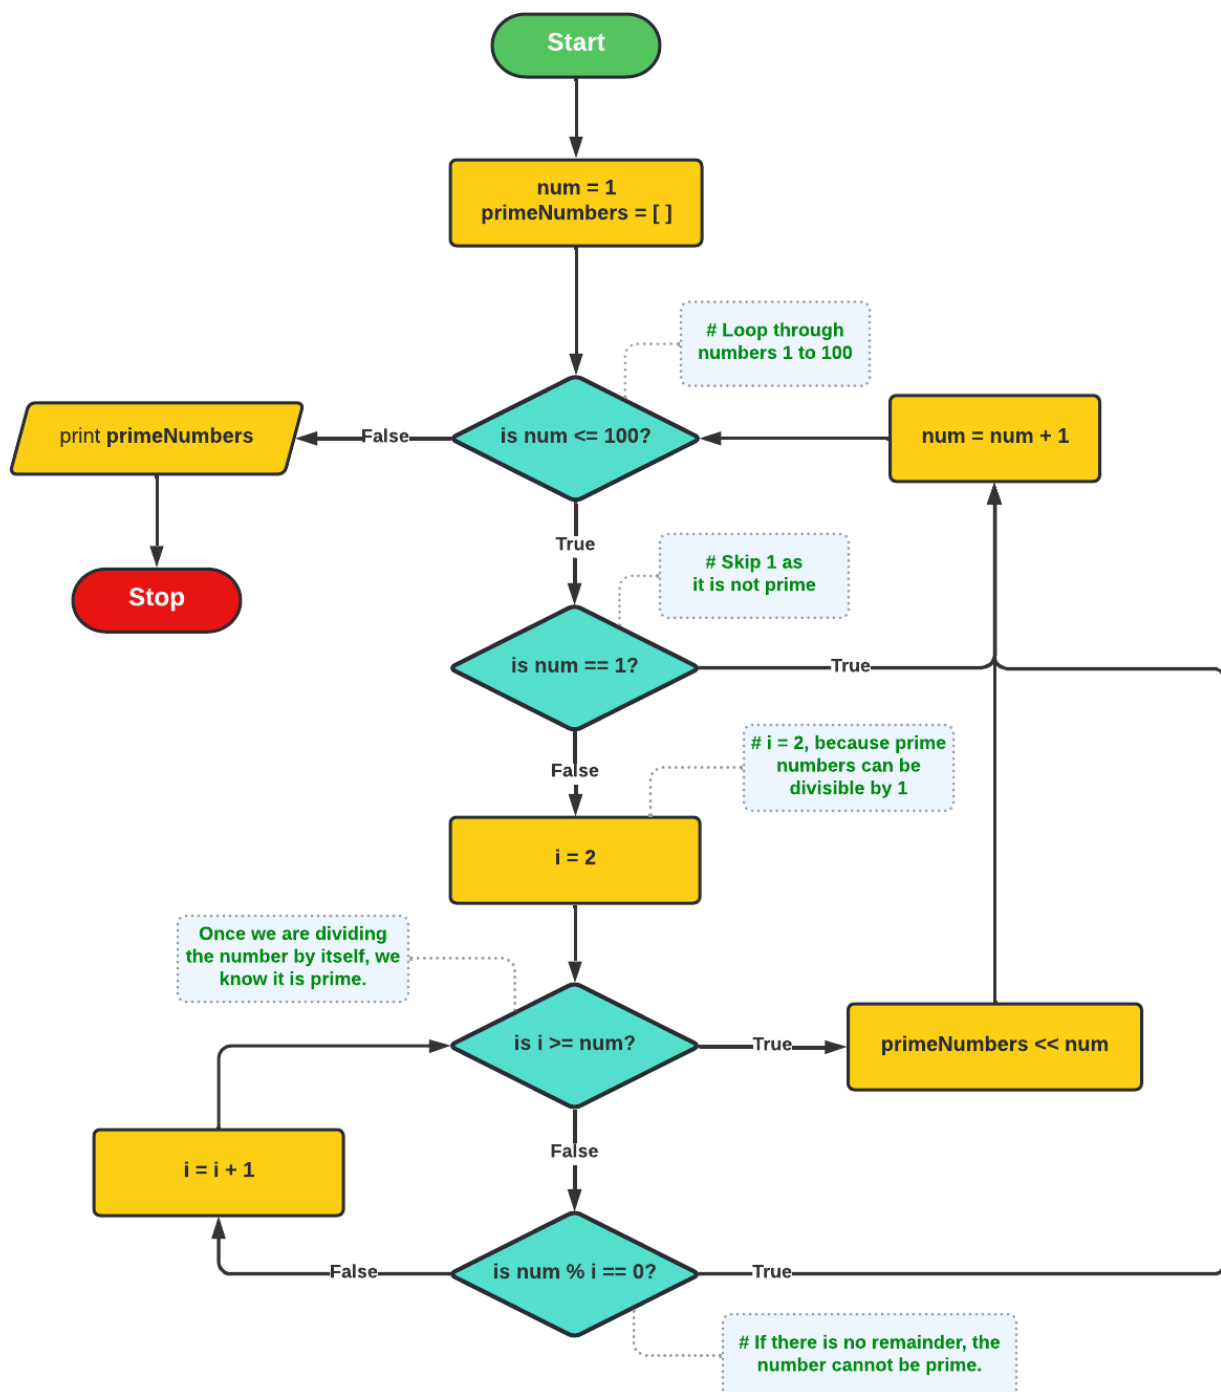 Start
num = 1
primeNumbers = [ ]
# Loop through
numbers 1 to 100
print primeNumbers
False
is num <= 100?
num = num + 1
True
# Skip 1 as
it is not prime
Stop
is num == 1?
True
False
# i = 2, because prime
numbers can be
divisible by 1
i = 2
Once we are dividing
the number by itself, we
know it is prime.
is i >= num?
True
primeNumbers << num
False
i = i + 1
False
is num % i == 0?
True
# If there is no remainder, the
number cannot be prime.